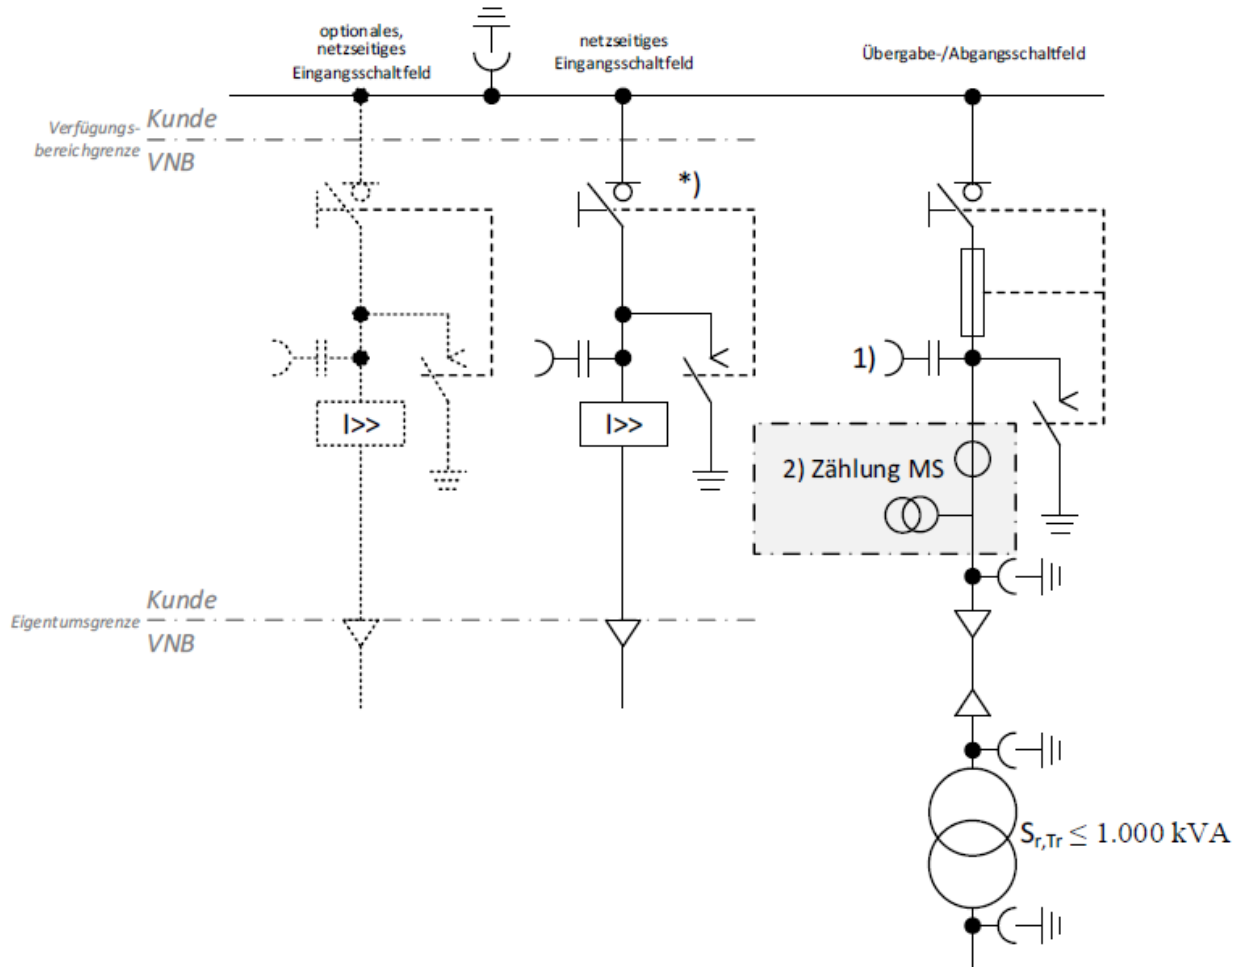 optionales,
netzseitiges
Eingangsschaltfeld
netzseitiges
Eingangsschaltfeld
Übergabe-/Abgangsschaltfeld
Verfügungs-
bereichgrenze
Kunde
VNB
*)
1)
I>>
I>>
2) Zählung MS
Eigentumsgrenze
Kunde
VNB
Sr,Tr ≤ 1.000 kVA